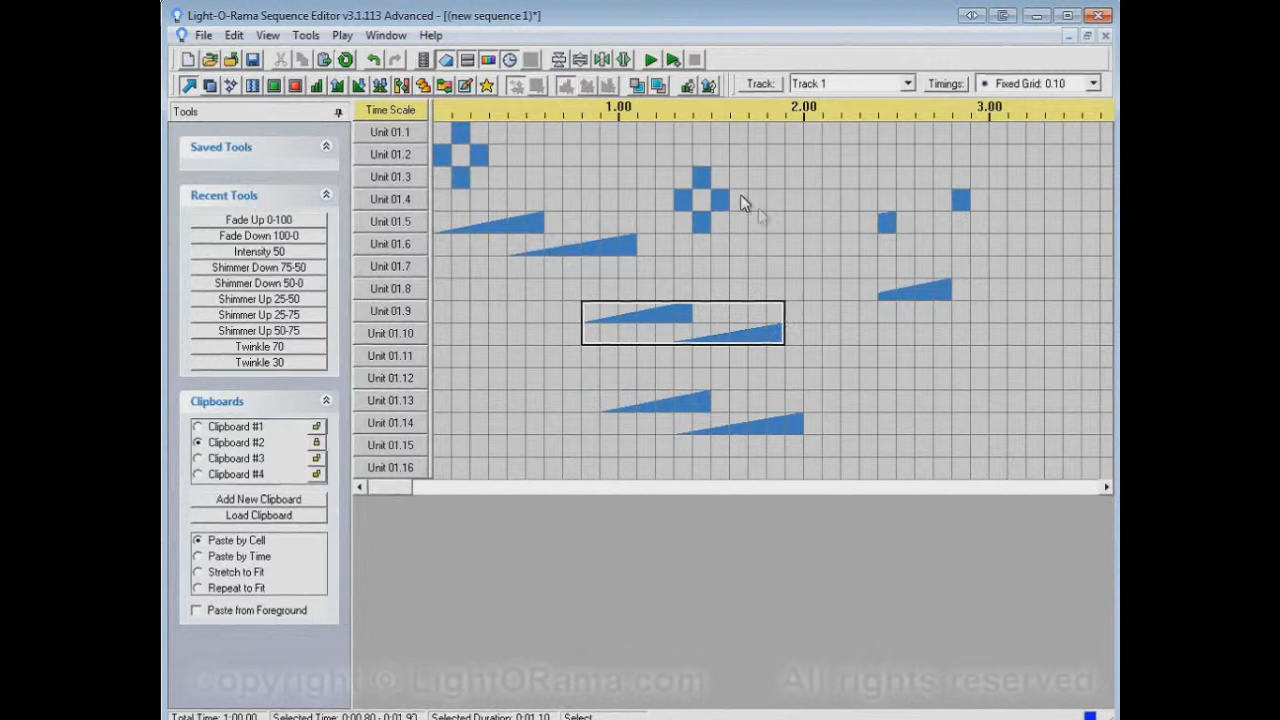 Light-O-Rama Sequence Editor v3.1.113 Advanced - [(new sequence 1)*]
File Edit View Tools Play Window Help
Track: Track 1 Timings: Fixed Grid: 0.10
Tools
Time Scale 1.00 2.00 3.00
Saved Tools
Recent Tools
Fade Up 0-100
Fade Down 100-0
Intensity 50
Shimmer Down 75-50
Shimmer Down 50-0
Shimmer Up 25-50
Shimmer Up 25-75
Shimmer Up 50-75
Twinkle 70
Twinkle 30
Clipboards
Clipboard #1
Clipboard #2
Clipboard #3
Clipboard #4
Add New Clipboard
Load Clipboard
Paste by Cell
Paste by Time
Stretch to Fit
Repeat to Fit
Paste from Foreground
Unit 01.1
Unit 01.2
Unit 01.3
Unit 01.4
Unit 01.5
Unit 01.6
Unit 01.7
Unit 01.8
Unit 01.9
Unit 01.10
Unit 01.11
Unit 01.12
Unit 01.13
Unit 01.14
Unit 01.15
Unit 01.16
Copyright © LightORama.com All rights reserved.
Total Time: 1:00.00 Selected Time: 0:00.80 - 0:01.90 Selected Duration: 0:01.10 Select